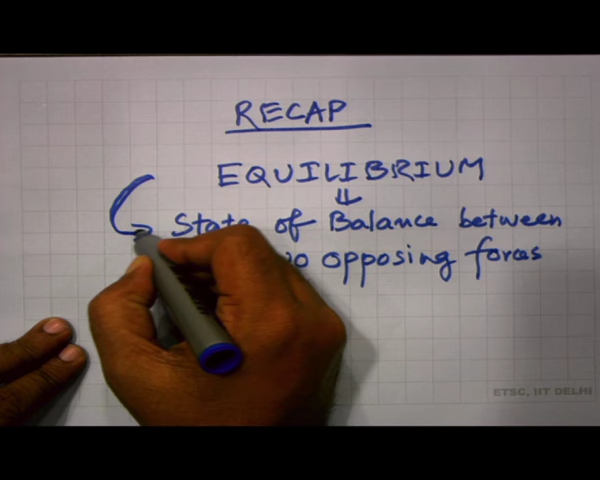 RECAP
EQUILIBRIUM
State of Balance between
opposing forces
ETSC, IIT DELHI